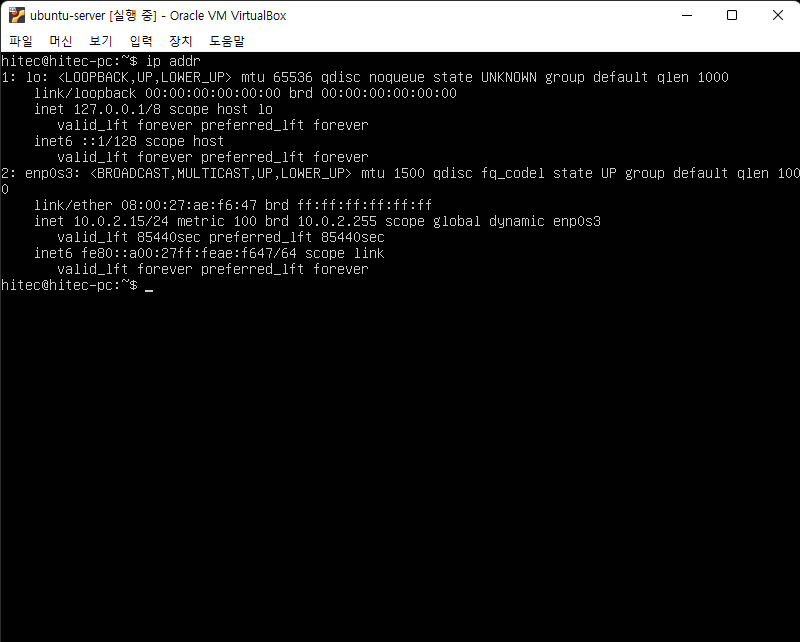 ubuntu-server [실행 중] - Oracle VM VirtualBox
파일 머신 보기 입력 장치 도움말
hitec@hitec-pc:~$ ip addr
1: lo: <LOOPBACK,UP,LOWER_UP> mtu 65536 qdisc noqueue state UNKNOWN group default qlen 1000
    link/loopback 00:00:00:00:00:00 brd 00:00:00:00:00:00
    inet 127.0.0.1/8 scope host lo
       valid_lft forever preferred_lft forever
    inet6 ::1/128 scope host
       valid_lft forever preferred_lft forever
2: enp0s3: <BROADCAST,MULTICAST,UP,LOWER_UP> mtu 1500 qdisc fq_codel state UP group default qlen 100
0
    link/ether 08:00:27:ae:f6:47 brd ff:ff:ff:ff:ff:ff
    inet 10.0.2.15/24 metric 100 brd 10.0.2.255 scope global dynamic enp0s3
       valid_lft 85440sec preferred_lft 85440sec
    inet6 fe80::a00:27ff:feae:f647/64 scope link
       valid_lft forever preferred_lft forever
hitec@hitec-pc:~$ _